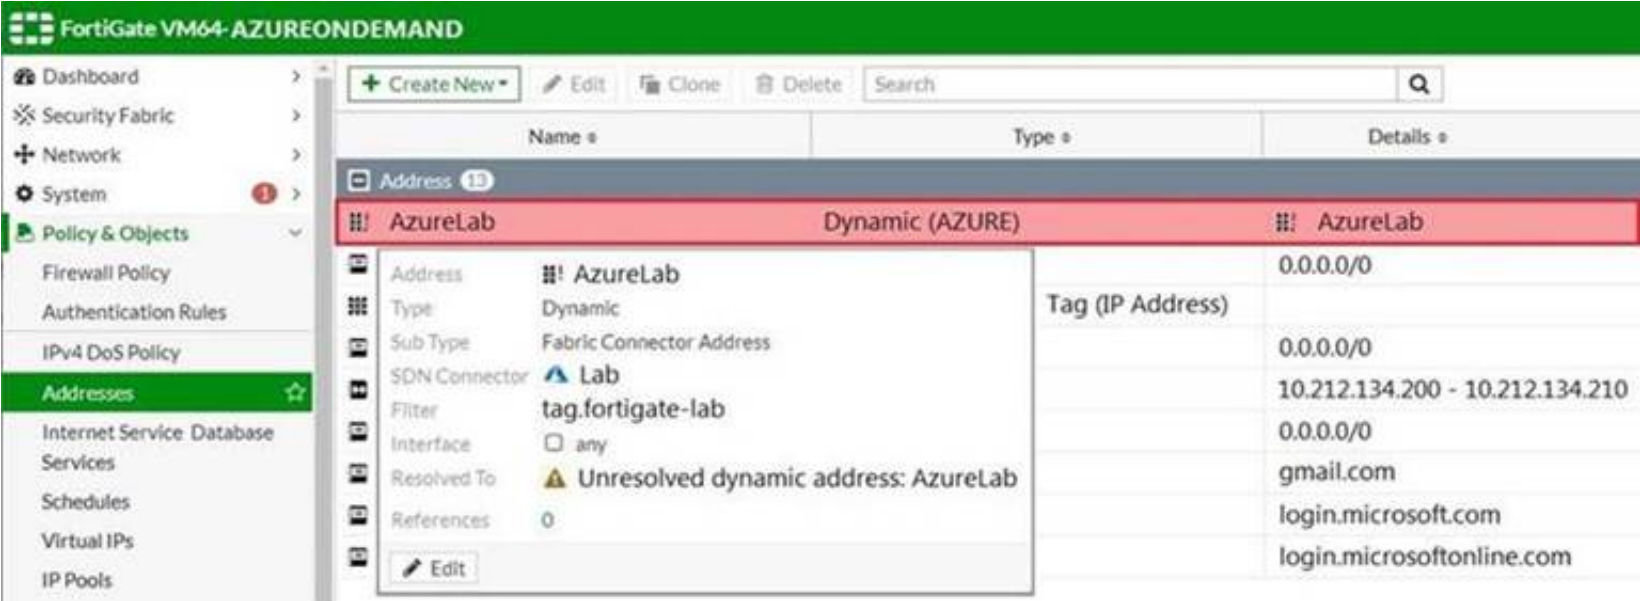 FortiGate VM64-AZUREONDEMAND
Dashboard
Security Fabric
Network
System 1
Policy & Objects
Firewall Policy
Authentication Rules
IPv4 DoS Policy
Addresses
Internet Service Database
Services
Schedules
Virtual IPs
IP Pools
+ Create New Edit Clone Delete Search
Name Type Details
Address 13
AzureLab Dynamic (AZURE) AzureLab
0.0.0.0/0
Tag (IP Address)
0.0.0.0/0
10.212.134.200 - 10.212.134.210
0.0.0.0/0
gmail.com
login.microsoft.com
login.microsoftonline.com
Address AzureLab
Type Dynamic
Sub Type Fabric Connector Address
SDN Connector Lab
Filter tag.fortigate-lab
Interface any
Resolved To Unresolved dynamic address: AzureLab
References 0
Edit